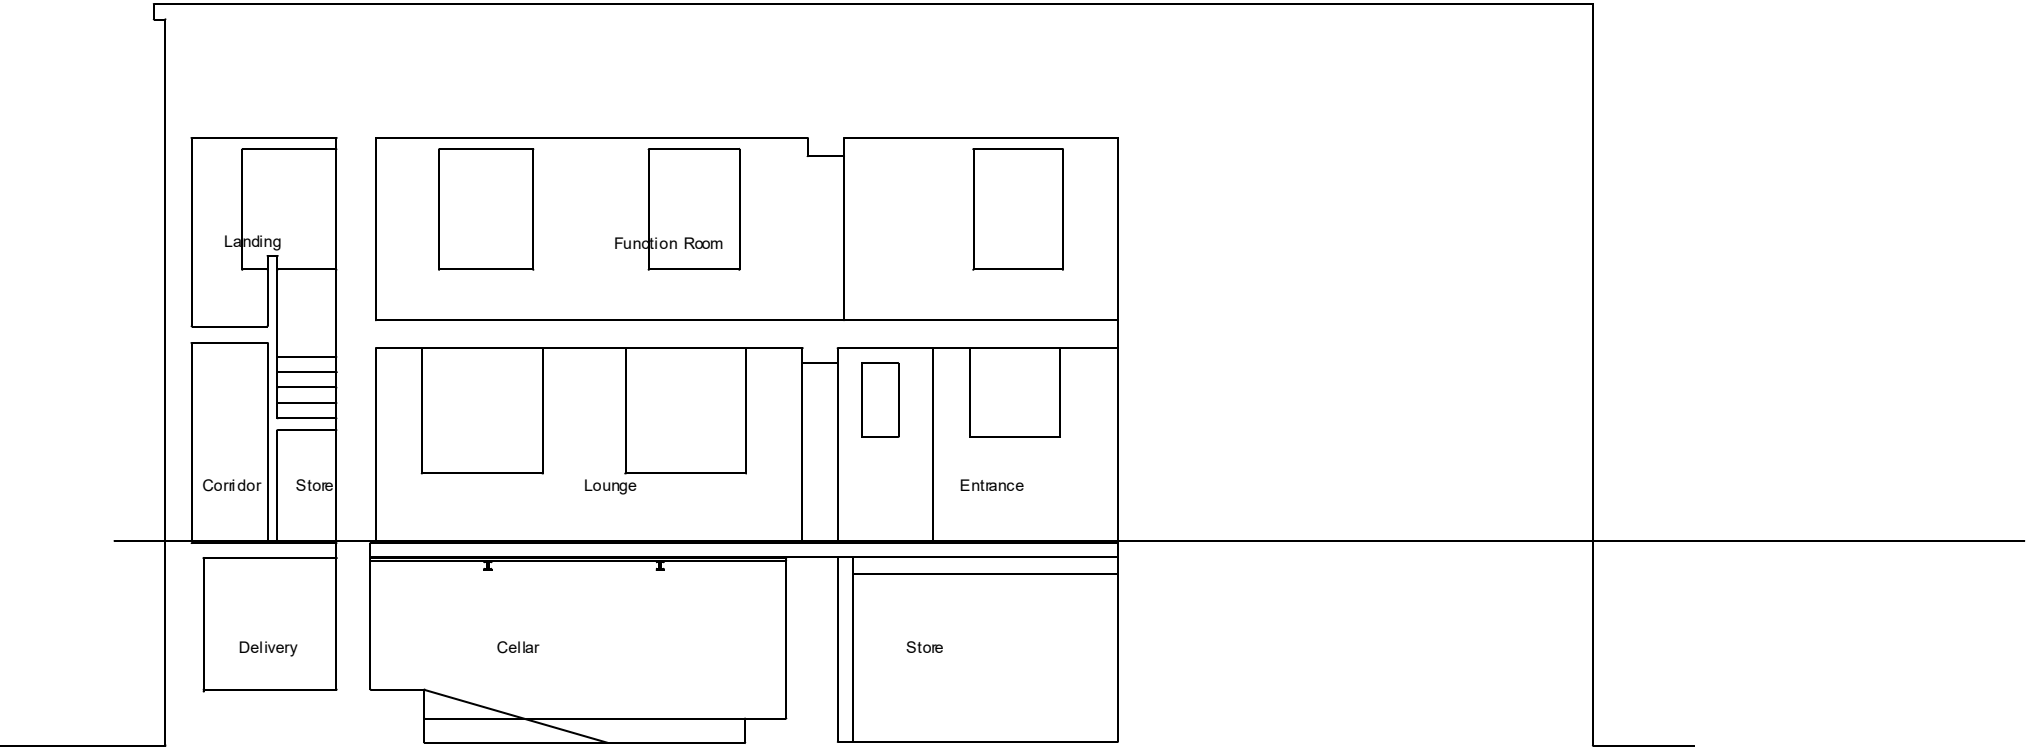 Landing
Function Room
Corridor
Store
Lounge
Entrance
Delivery
Cellar
Store